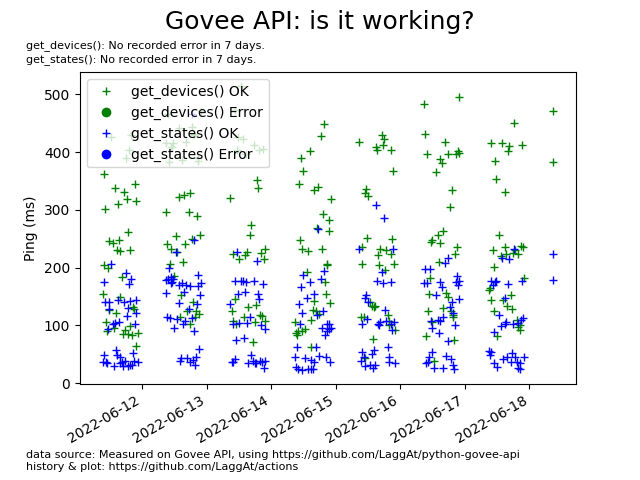 Govee API: is it working?
get_devices(): No recorded error in 7 days.
get_states(): No recorded error in 7 days.
get_devices() OK
get_devices() Error
get_states() OK
get_states() Error
Ping (ms)
500
400
300
200
100
0
2022-06-12
2022-06-13
2022-06-14
2022-06-15
2022-06-16
2022-06-17
2022-06-18
data source: Measured on Govee API, using https://github.com/LaggAt/python-govee-api
history & plot: https://github.com/LaggAt/actions